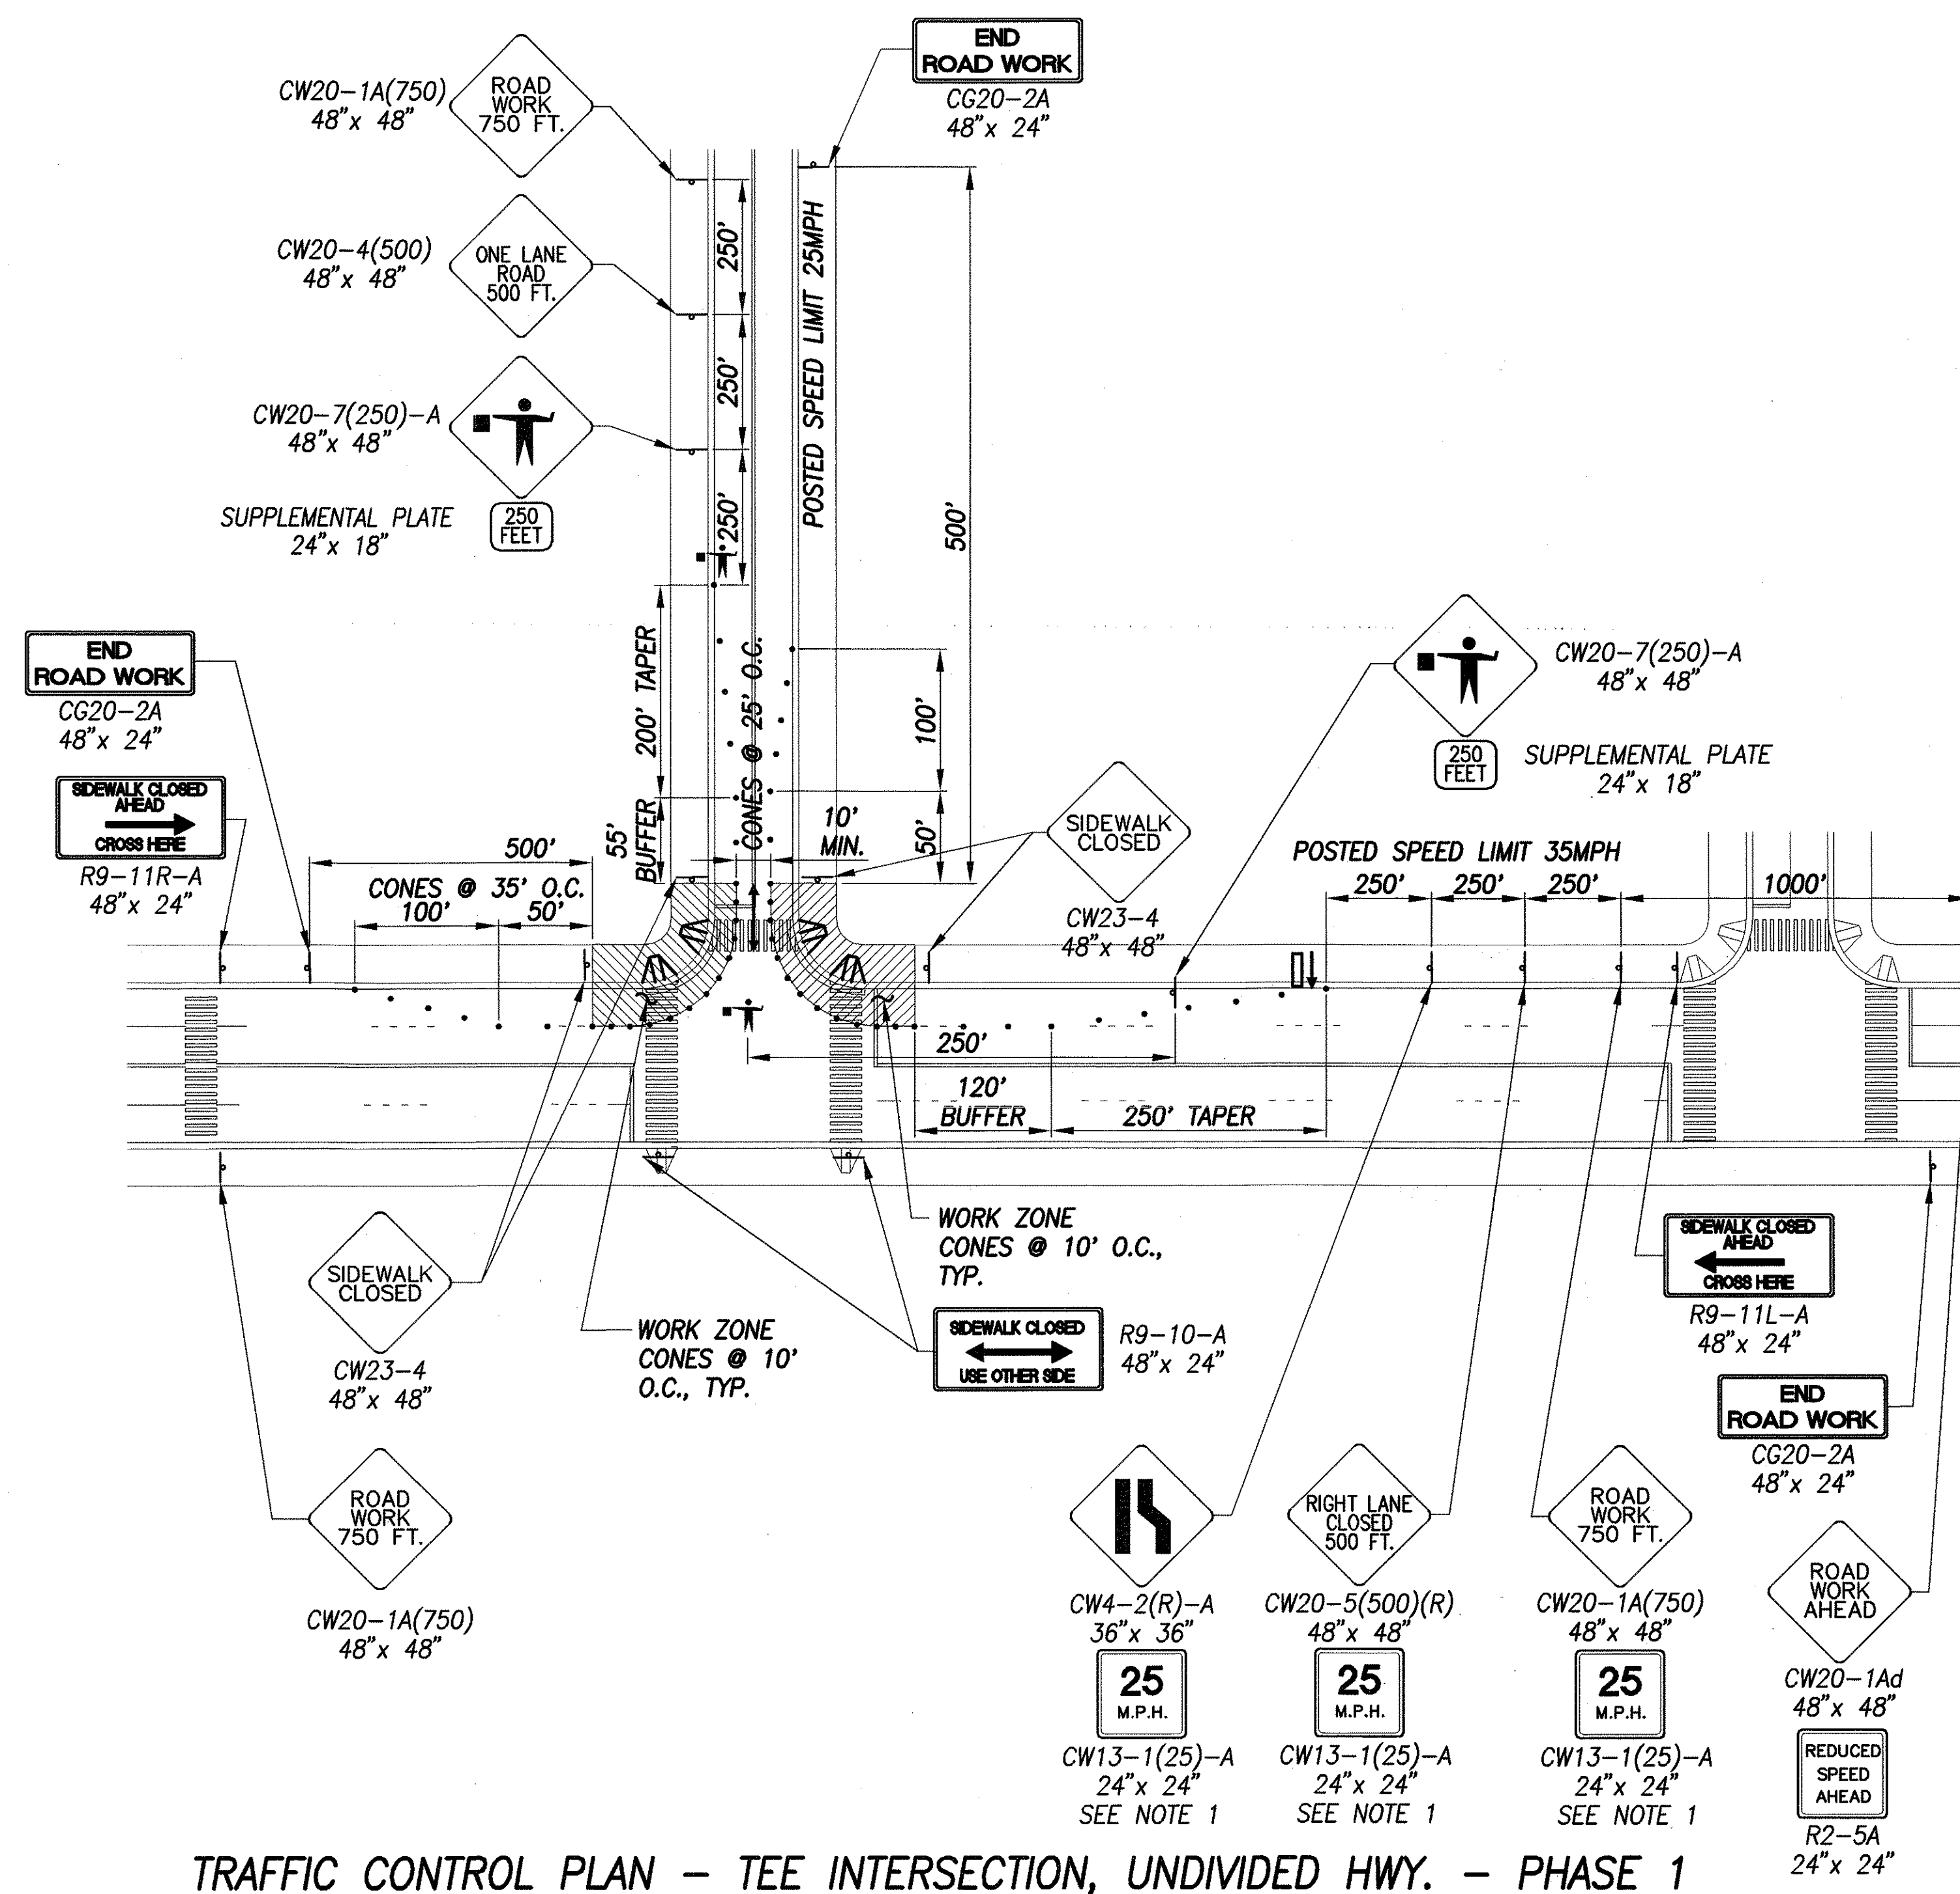 END
ROAD WORK
CG20-2A
48"x 24"
CW20-1A(750)
48"x 48"
ROAD
WORK
750 FT.
CW20-4(500)
48"x 48"
ONE LANE
ROAD
500 FT.
CW20-7(250)-A
48"x 48"
SUPPLEMENTAL PLATE
24"x 18"
250
FEET
250'
250'
250'
POSTED SPEED LIMIT 25MPH
500'
200' TAPER
55'
BUFFER
CONES @ 25' O.C.
100'
50'
10'
MIN.
END
ROAD WORK
CG20-2A
48"x 24"
SIDEWALK CLOSED
AHEAD
CROSS HERE
R9-11R-A
48"x 24"
500'
CONES @ 35' O.C.
100'
50'
SIDEWALK
CLOSED
CW23-4
48"x 48"
CW20-7(250)-A
48"x 48"
250
FEET
SUPPLEMENTAL PLATE
24"x 18"
POSTED SPEED LIMIT 35MPH
250'
250'
250'
1000'
250'
120'
BUFFER
250' TAPER
WORK ZONE
CONES @ 10' O.C.,
TYP.
SIDEWALK
CLOSED
CW23-4
48"x 48"
WORK ZONE
CONES @ 10'
O.C., TYP.
SIDEWALK CLOSED
USE OTHER SIDE
R9-10-A
48"x 24"
SIDEWALK CLOSED
AHEAD
CROSS HERE
R9-11L-A
48"x 24"
END
ROAD WORK
CG20-2A
48"x 24"
ROAD
WORK
750 FT.
CW20-1A(750)
48"x 48"
CW4-2(R)-A
36"x 36"
25
M.P.H.
CW13-1(25)-A
24"x 24"
SEE NOTE 1
RIGHT LANE
CLOSED
500 FT.
CW20-5(500)(R)
48"x 48"
25
M.P.H.
CW13-1(25)-A
24"x 24"
SEE NOTE 1
ROAD
WORK
750 FT.
CW20-1A(750)
48"x 48"
25
M.P.H.
CW13-1(25)-A
24"x 24"
SEE NOTE 1
ROAD
WORK
AHEAD
CW20-1Ad
48"x 48"
REDUCED
SPEED
AHEAD
R2-5A
24"x 24"
TRAFFIC CONTROL PLAN - TEE INTERSECTION, UNDIVIDED HWY. - PHASE 1